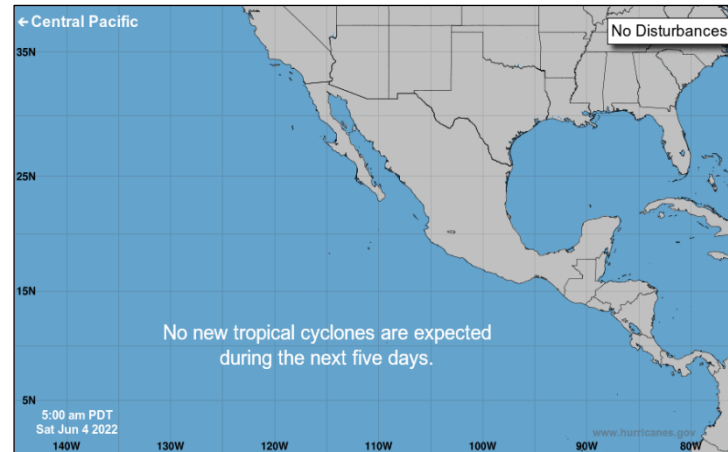 ← Central Pacific
No Disturbances
35N
25N
15N
No new tropical cyclones are expected
during the next five days.
5N
5:00 am PDT
Sat Jun 4 2022
www.hurricanes.gov
140W
130W
120W
110W
100W
90W
80W